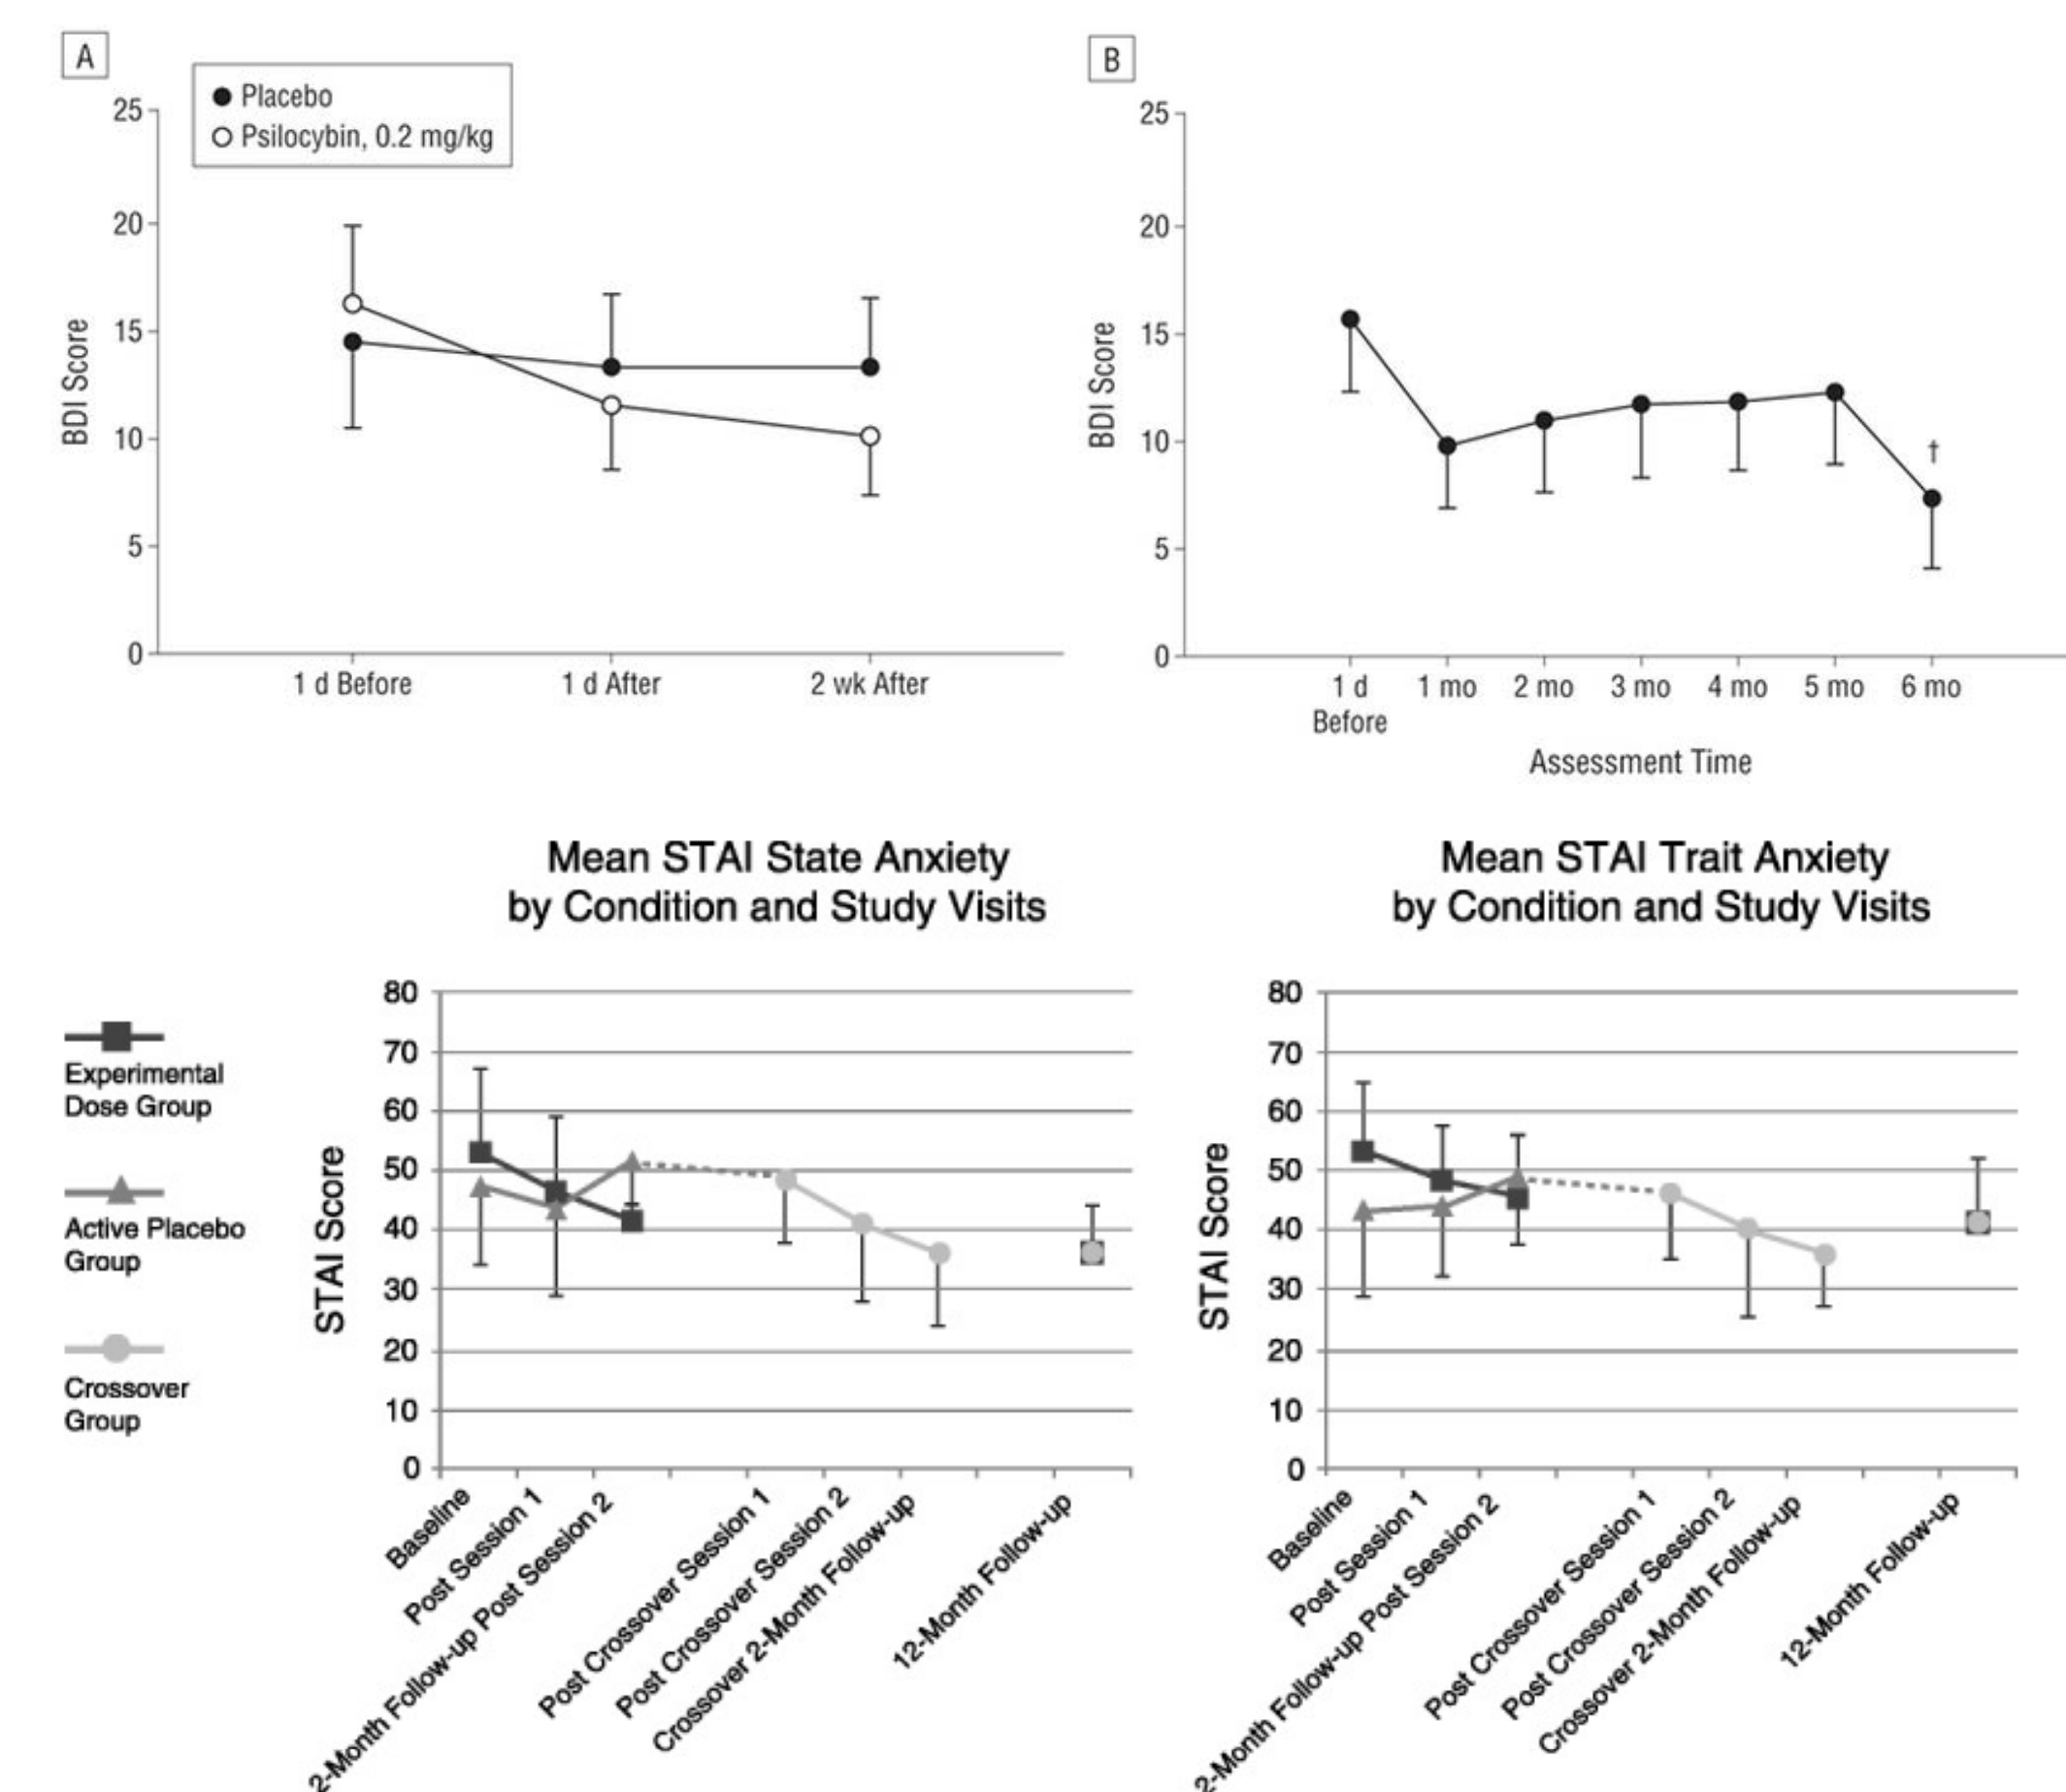 A
Placebo
Psilocybin, 0.2 mg/kg
25
20
15
10
5
0
BDI Score
1 d Before
1 d After
2 wk After
B
25
20
15
10
5
0
BDI Score
†
1 d
Before
1 mo
2 mo
3 mo
4 mo
5 mo
6 mo
Assessment Time
Experimental
Dose Group
Active Placebo
Group
Crossover
Group
Mean STAI State Anxiety
by Condition and Study Visits
80
70
60
50
40
30
20
10
0
STAI Score
Baseline
Post Session 1
2-Month Follow-up Post Session 2
Post Crossover Session 1
Post Crossover Session 2
Crossover 2-Month Follow-up
12-Month Follow-up
Mean STAI Trait Anxiety
by Condition and Study Visits
80
70
60
50
40
30
20
10
0
STAI Score
Baseline
Post Session 1
2-Month Follow-up Post Session 2
Post Crossover Session 1
Post Crossover Session 2
Crossover 2-Month Follow-up
12-Month Follow-up